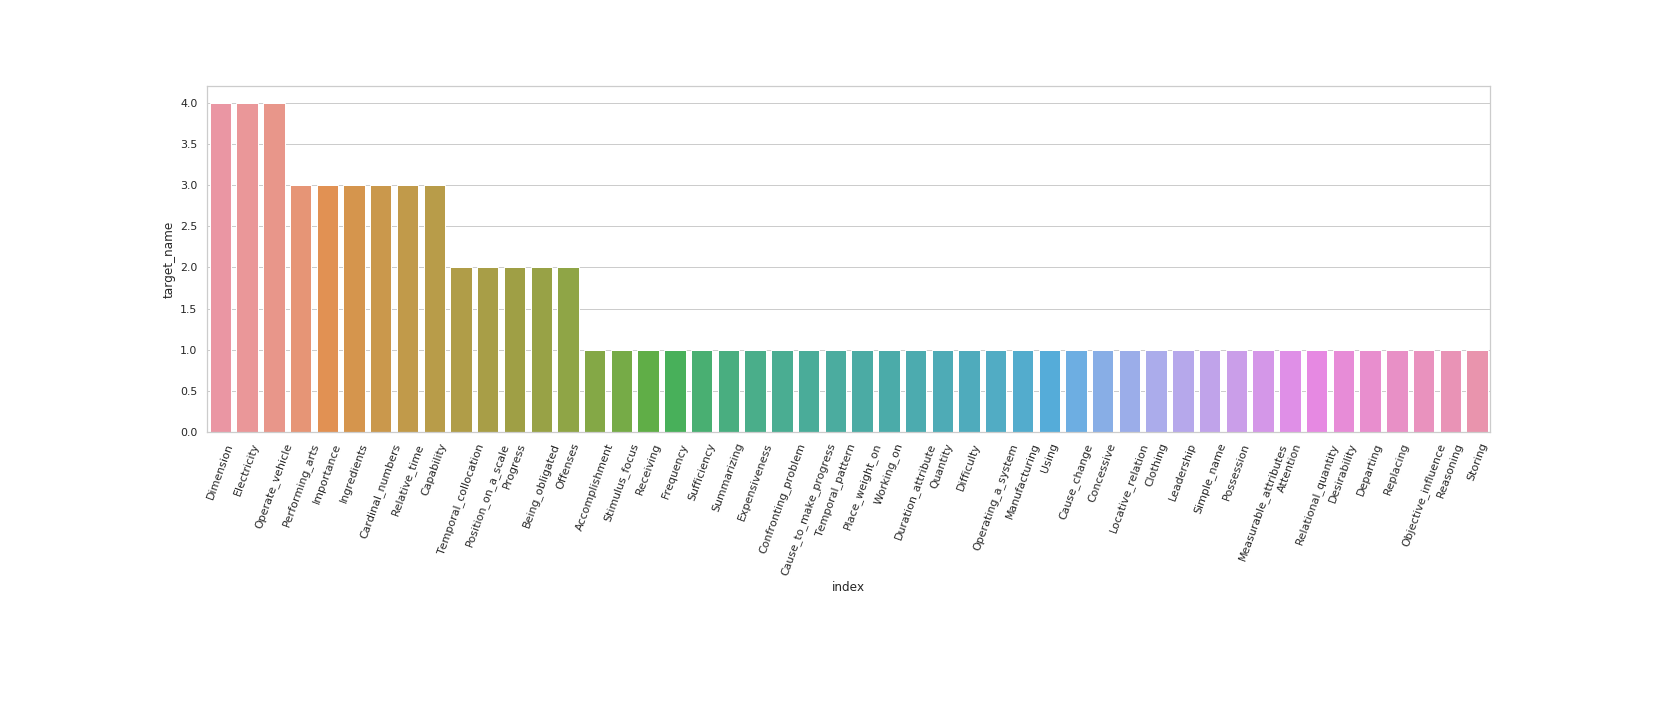 4.0
3.5
3.0
2.5
2.0
1.5
1.0
0.5
0.0
target_name
Dimension
Electricity
Operate_vehicle
Performing_arts
Importance
Ingredients
Cardinal_numbers
Relative_time
Capability
Temporal_collocation
Position_on_a_scale
Progress
Being_obligated
Offenses
Accomplishment
Stimulus_focus
Receiving
Frequency
Sufficiency
Summarizing
Expensiveness
Confronting_problem
Cause_to_make_progress
Temporal_pattern
Place_weight_on
Working_on
Duration_attribute
Quantity
Difficulty
Operating_a_system
Manufacturing
Using
Cause_change
Concessive
Locative_relation
Clothing
Leadership
Simple_name
Possession
Measurable_attributes
Attention
Relational_quantity
Desirability
Departing
Replacing
Objective_influence
Reasoning
Storing
index